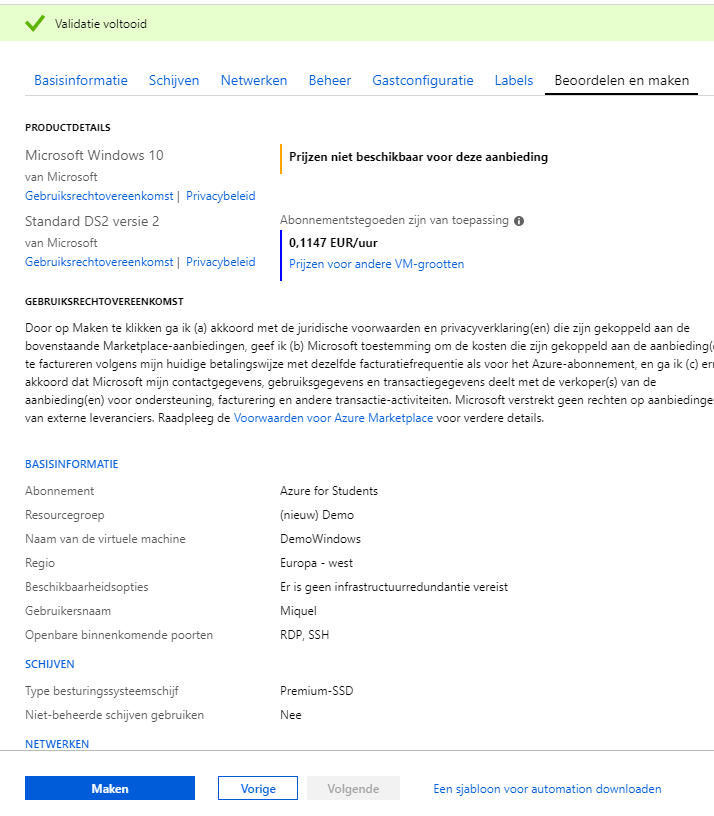 Validatie voltooid
Basisinformatie Schijven Netwerken Beheer Gastconfiguratie Labels Beoordelen en maken
PRODUCTDETAILS
Microsoft Windows 10
van Microsoft
Gebruiksrechtovereenkomst | Privacybeleid
Prijzen niet beschikbaar voor deze aanbieding
Standard DS2 versie 2
van Microsoft
Gebruiksrechtovereenkomst | Privacybeleid
Abonnementstegoeden zijn van toepassing
0,1147 EUR/uur
Prijzen voor andere VM-grootten
GEBRUIKSRECHTOVEREENKOMST
Door op Maken te klikken ga ik (a) akkoord met de juridische voorwaarden en privacyverklaring(en) die zijn gekoppeld aan de
bovenstaande Marketplace-aanbiedingen, geef ik (b) Microsoft toestemming om de kosten die zijn gekoppeld aan de aanbieding(
te factureren volgens mijn huidige betalingswijze met dezelfde facturatiefrequentie als voor het Azure-abonnement, en ga ik (c)
akkoord dat Microsoft mijn contactgegevens, gebruiksgegevens en transactiegegevens deelt met de verkoper(s) van de
aanbieding(en) voor ondersteuning, facturering en andere transactie-activiteiten. Microsoft verstrekt geen rechten op aanbiedinge
van externe leveranciers. Raadpleeg de Voorwaarden voor Azure Marketplace voor verdere details.
BASISINFORMATIE
Abonnement Azure for Students
Resourcegroep (nieuw) Demo
Naam van de virtuele machine DemoWindows
Regio Europa - west
Beschikbaarheidsopties Er is geen infrastructuurredundantie vereist
Gebruikersnaam Miquel
Openbare binnenkomende poorten RDP, SSH
SCHIJVEN
Type besturingssysteemschijf Premium-SSD
Niet-beheerde schijven gebruiken Nee
NETWERKEN
Maken Vorige Volgende Een sjabloon voor automation downloaden